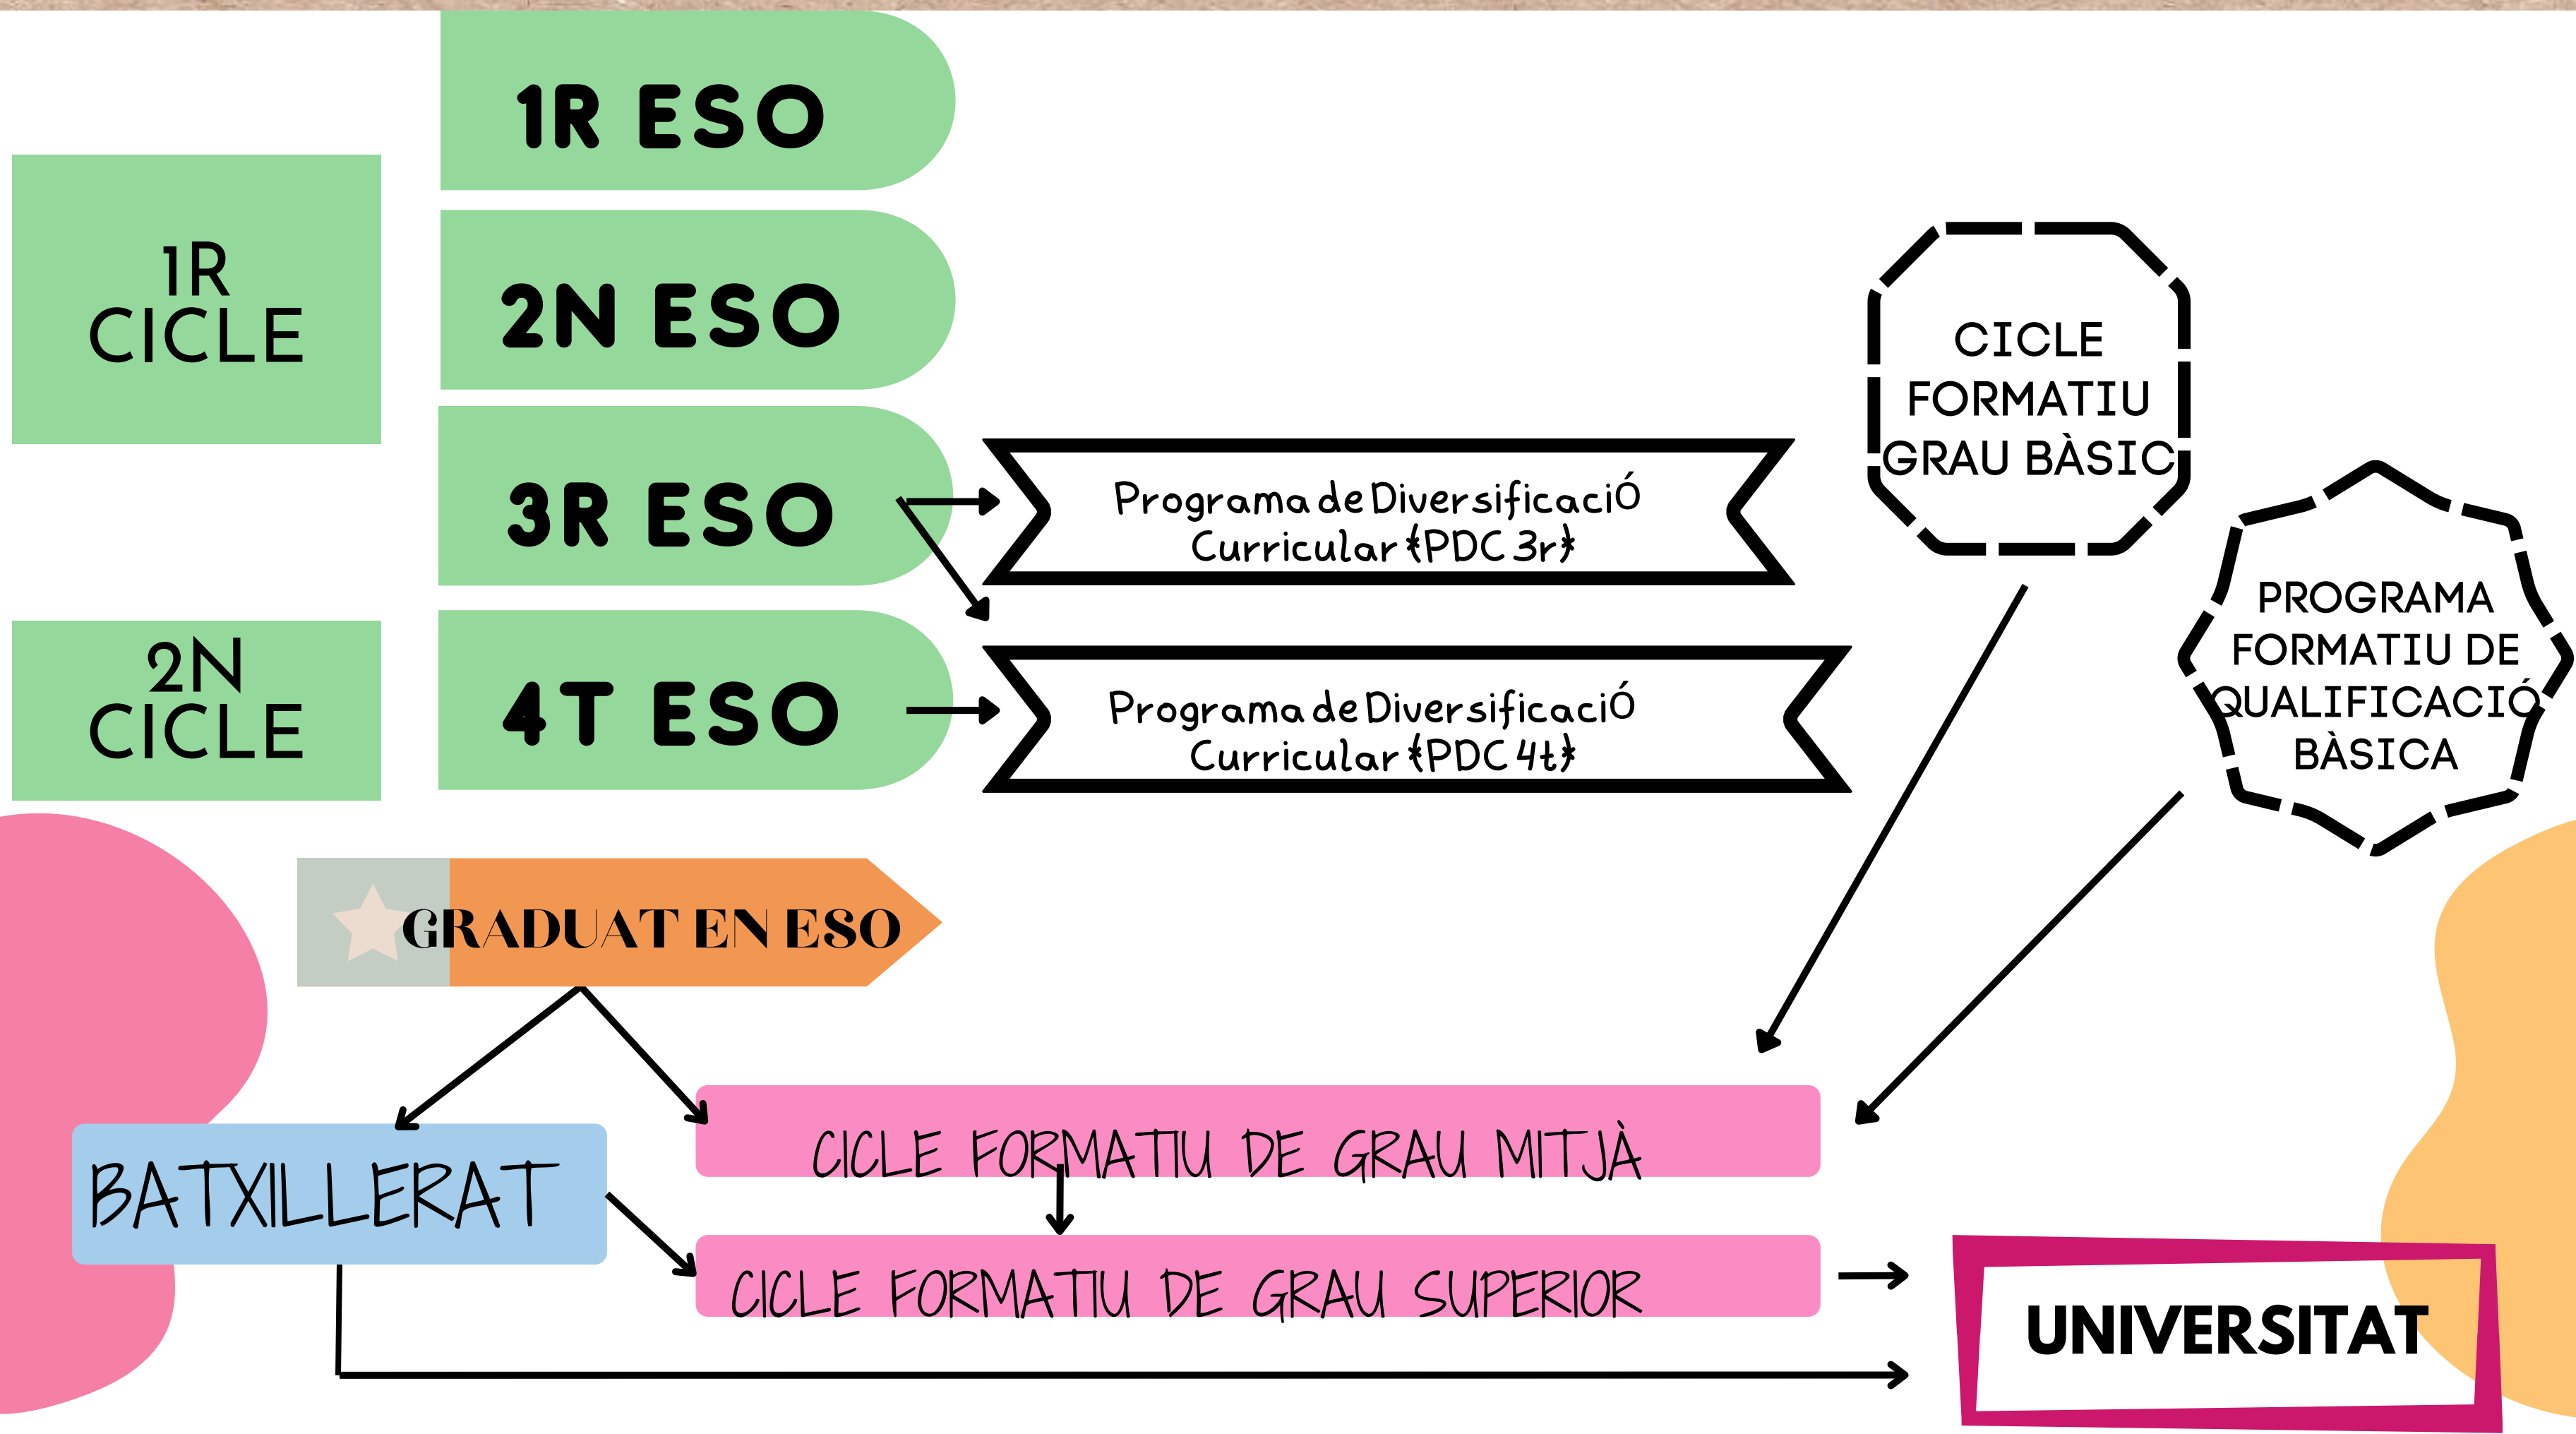 1R ESO
1R
CICLE
2N ESO
3R ESO
2N
CICLE
4T ESO
Programa de DiversificaciÓ
Curricular (PDC 3r)
Programa de DiversificaciÓ
Curricular (PDC 4t)
CICLE
FORMATIU
GRAU BÀSIC
PROGRAMA
FORMATIU DE
QUALIFICACIÓ
BÀSICA
GRADUAT EN ESO
BATXILLERAT
CICLE FORMATIU DE GRAU MITJÀ
CICLE FORMATIU DE GRAU SUPERIOR
UNIVERSITAT